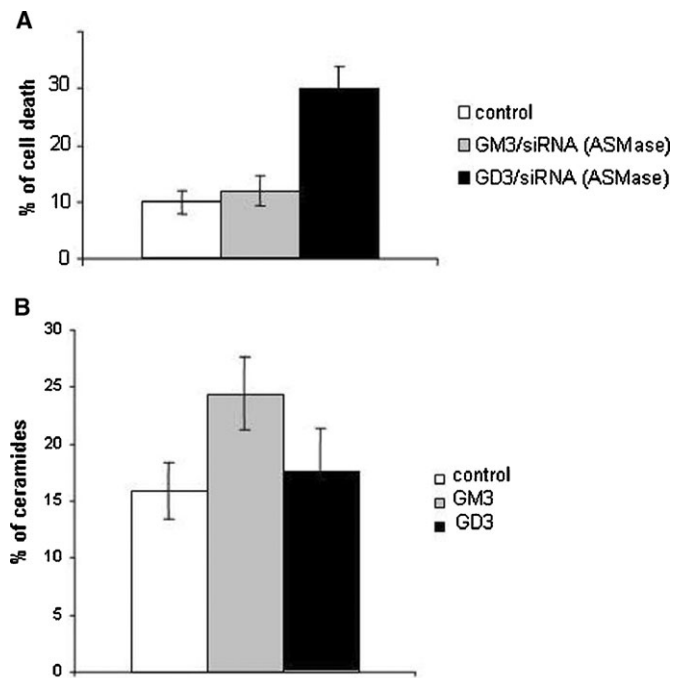 A
% of cell death
30
20
10
0
control
GM3/siRNA (ASMase)
GD3/siRNA (ASMase)
B
% of ceramides
30
25
20
15
10
5
0
control
GM3
GD3